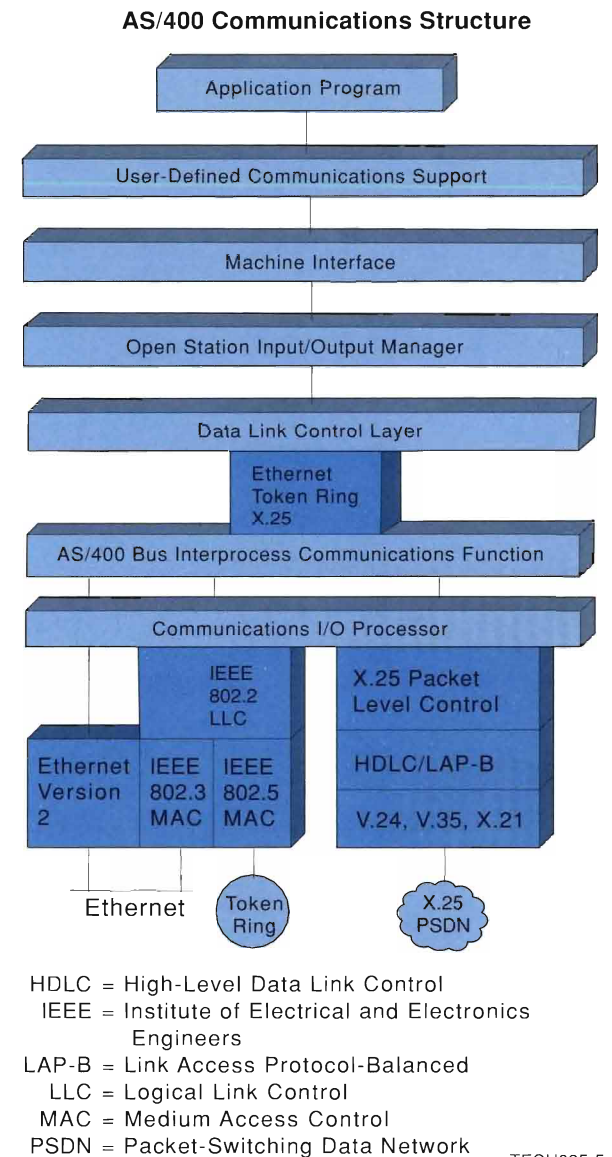 AS/400 Communications Structure
Application Program
User-Defined Communications Support
Machine Interface
Open Station Input/Output Manager
Data Link Control Layer
Ethernet
Token Ring
X.25
AS/400 Bus Interprocess Communications Function
Communications I/O Processor
IEEE
802.2
LLC
X.25 Packet
Level Control
Ethernet
Version
2
IEEE
802.3
MAC
IEEE
802.5
MAC
HDLC/LAP-B
V.24, V.35, X.21
Ethernet
Token
Ring
X.25
PSDN
HDLC = High-Level Data Link Control
IEEE = Institute of Electrical and Electronics
Engineers
LAP-B = Link Access Protocol-Balanced
LLC = Logical Link Control
MAC = Medium Access Control
PSDN = Packet-Switching Data Network